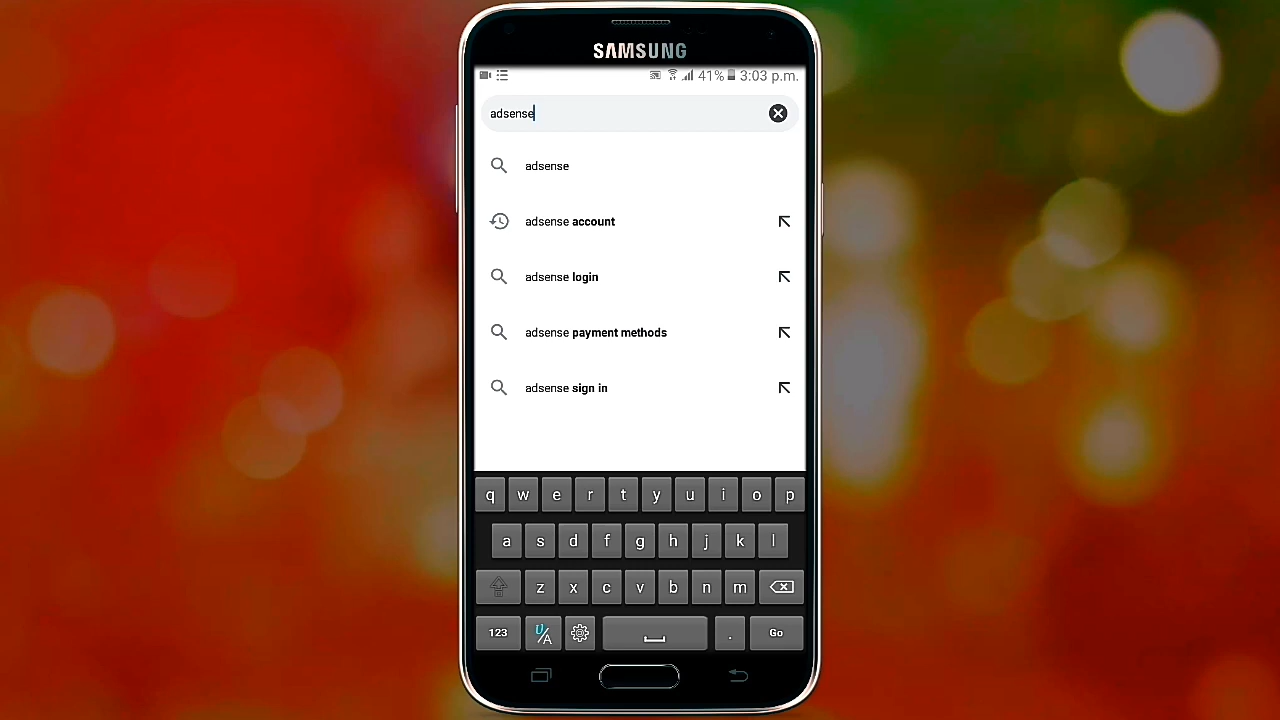 SAMSUNG
41% 3:03 p.m.
adsense
adsense
adsense account
adsense login
adsense payment methods
adsense sign in
q w e r t y u i o p
a s d f g h j k l
z x c v b n m
123 U/A . Go